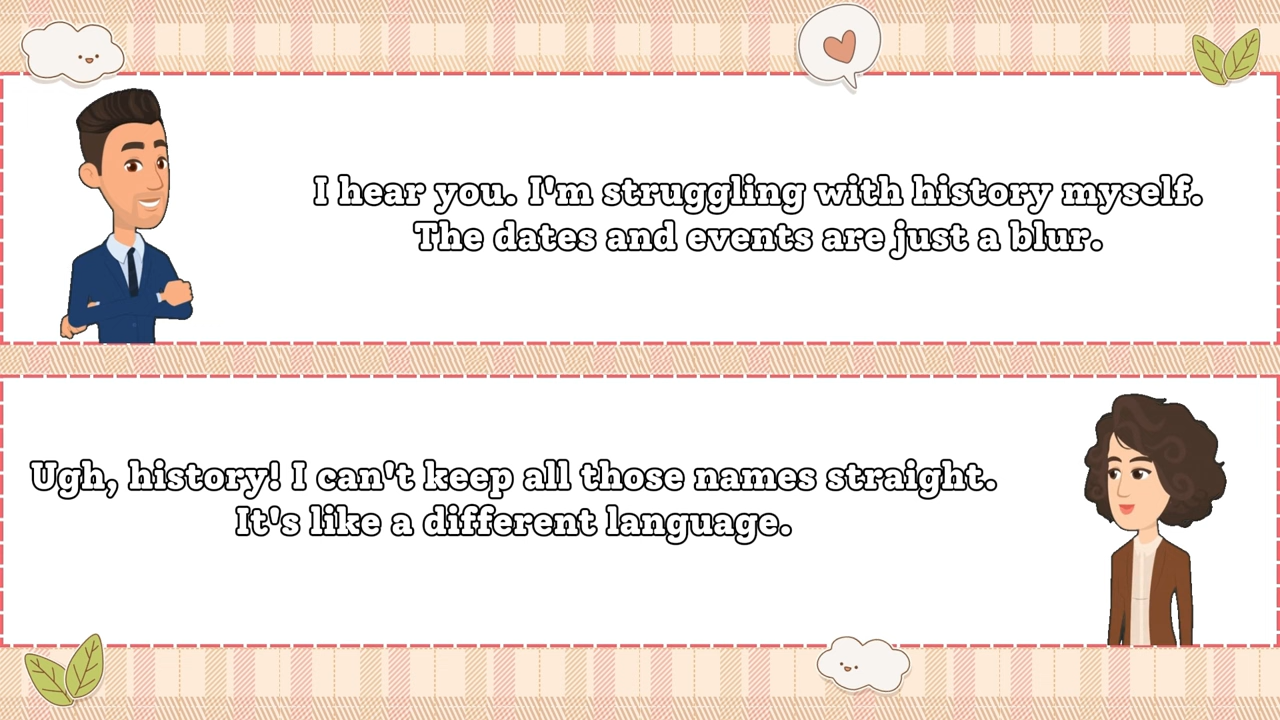 I hear you. I'm struggling with history myself.
The dates and events are just a blur.
Ugh, history! I can't keep all those names straight.
It's like a different language.